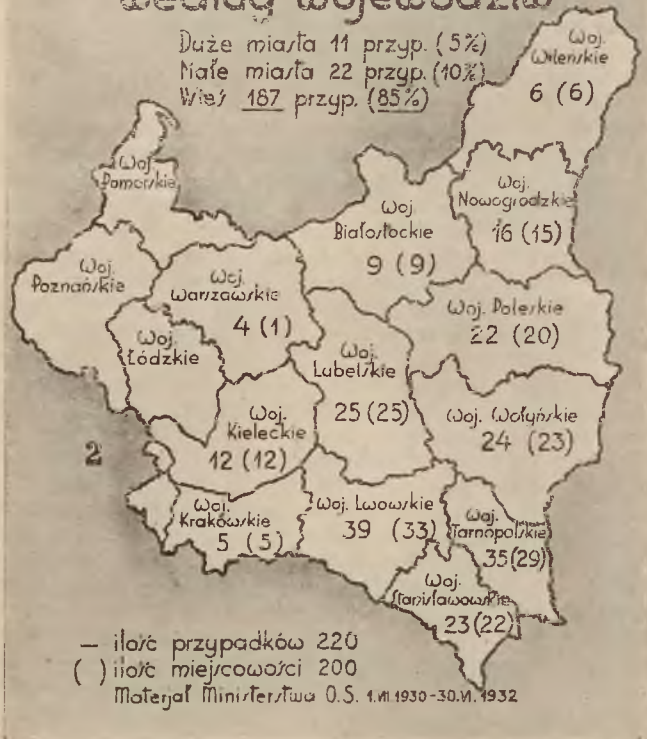 według województw
Duże miasta 11 przyp. (5%)
Małe miasta 22 przyp. (10%)
Wieś 187 przyp. (85%)
Woj.
Wileńskie
6 (6)
Woj.
Pomorskie
Woj.
Nowogródzkie
16 (15)
Woj.
Białostockie
9 (9)
Woj.
Poznańskie
Woj.
Warszawskie
4 (1)
Woj. Poleskie
22 (20)
Woj.
Łódzkie
Woj.
Lubelskie
25 (25)
Woj.
Kieleckie
12 (12)
Woj. Wołyńskie
24 (23)
2
Woj.
Krakowskie
5 (5)
Woj. Lwowskie
39 (33)
Woj.
Tarnopolskie
35 (29)
Woj.
Stanisławowskie
23 (22)
— ilość przypadków 220
( ) ilość miejscowości 200
Materjał Ministerstwa O.S. 1.VI.1930-30.VI.1932